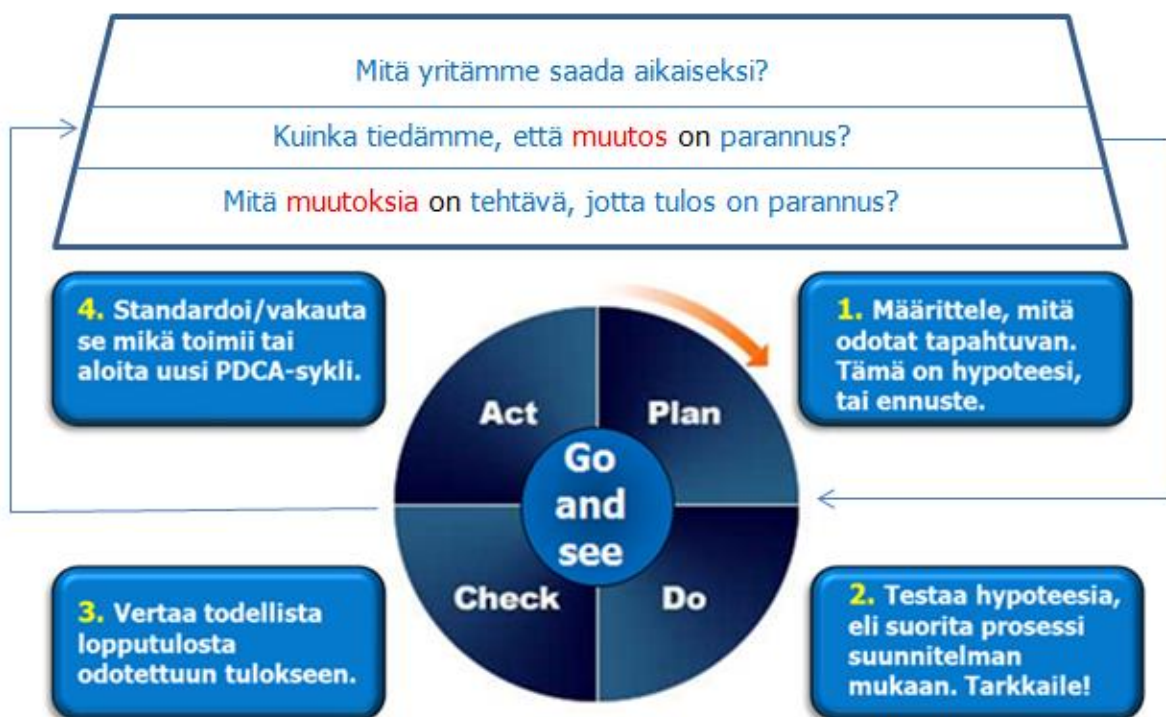 Mitä yritämme saada aikaiseksi?
Kuinka tiedämme, että muutos on parannus?
Mitä muutoksia on tehtävä, jotta tulos on parannus?
4. Standardoi/vakauta
se mikä toimii tai
aloita uusi PDCA-sykli.
1. Määrittele, mitä
odotat tapahtuvan.
Tämä on hypoteesi,
tai ennuste.
Act
Plan
Go
and
see
Check
Do
3. Vertaa todellista
lopputulosta
odotettuun tulokseen.
2. Testaa hypoteesia,
eli suorita prosessi
suunnitelman
mukaan. Tarkkaile!